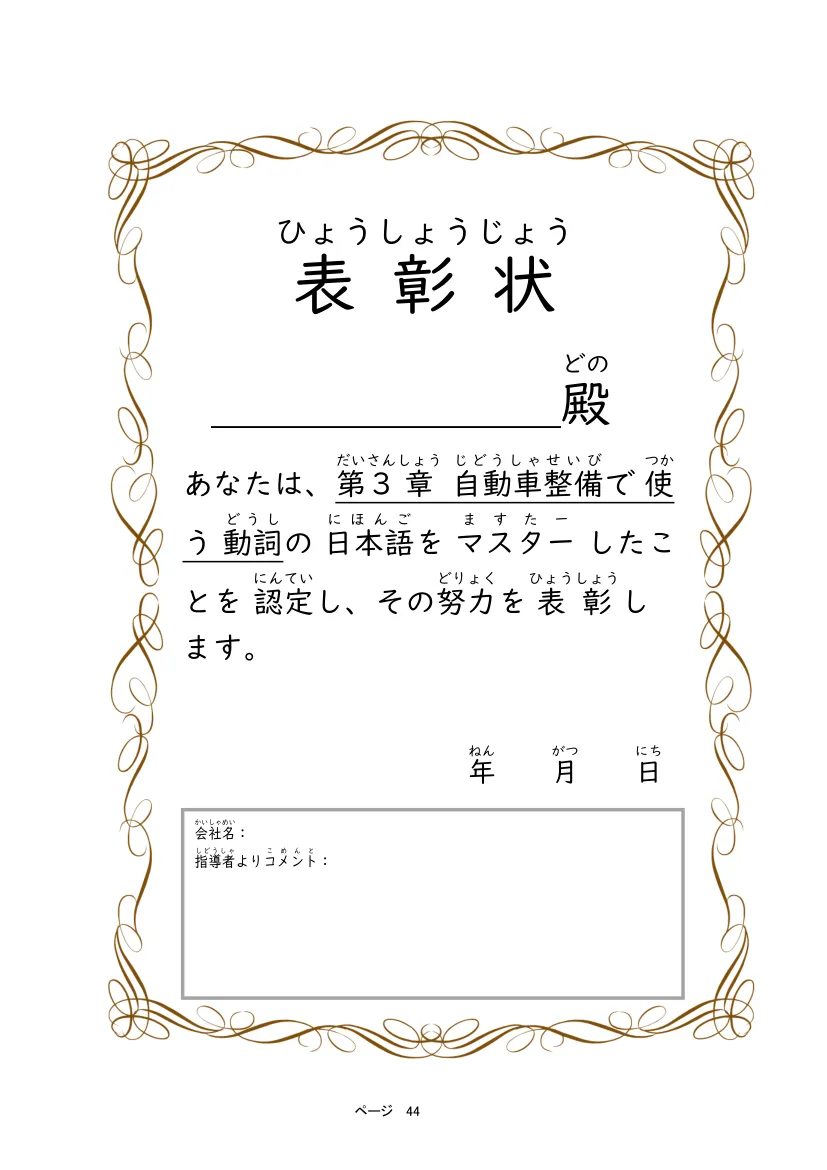 ひょうしょうじょう
表彰状
どの
殿
だいさんしょう じどうしゃせいび つか
あなたは、第３章 自動車整備で使
どうし にほんご ますたー
う動詞の 日本語を マスター したこ
にんてい どりょく ひょうしょう
とを 認定し、その努力を 表彰し
ます。
ねん がつ にち
年 月 日
かいしゃめい
会社名：
しどうしゃ こめんと
指導者よりコメント：
ページ 44